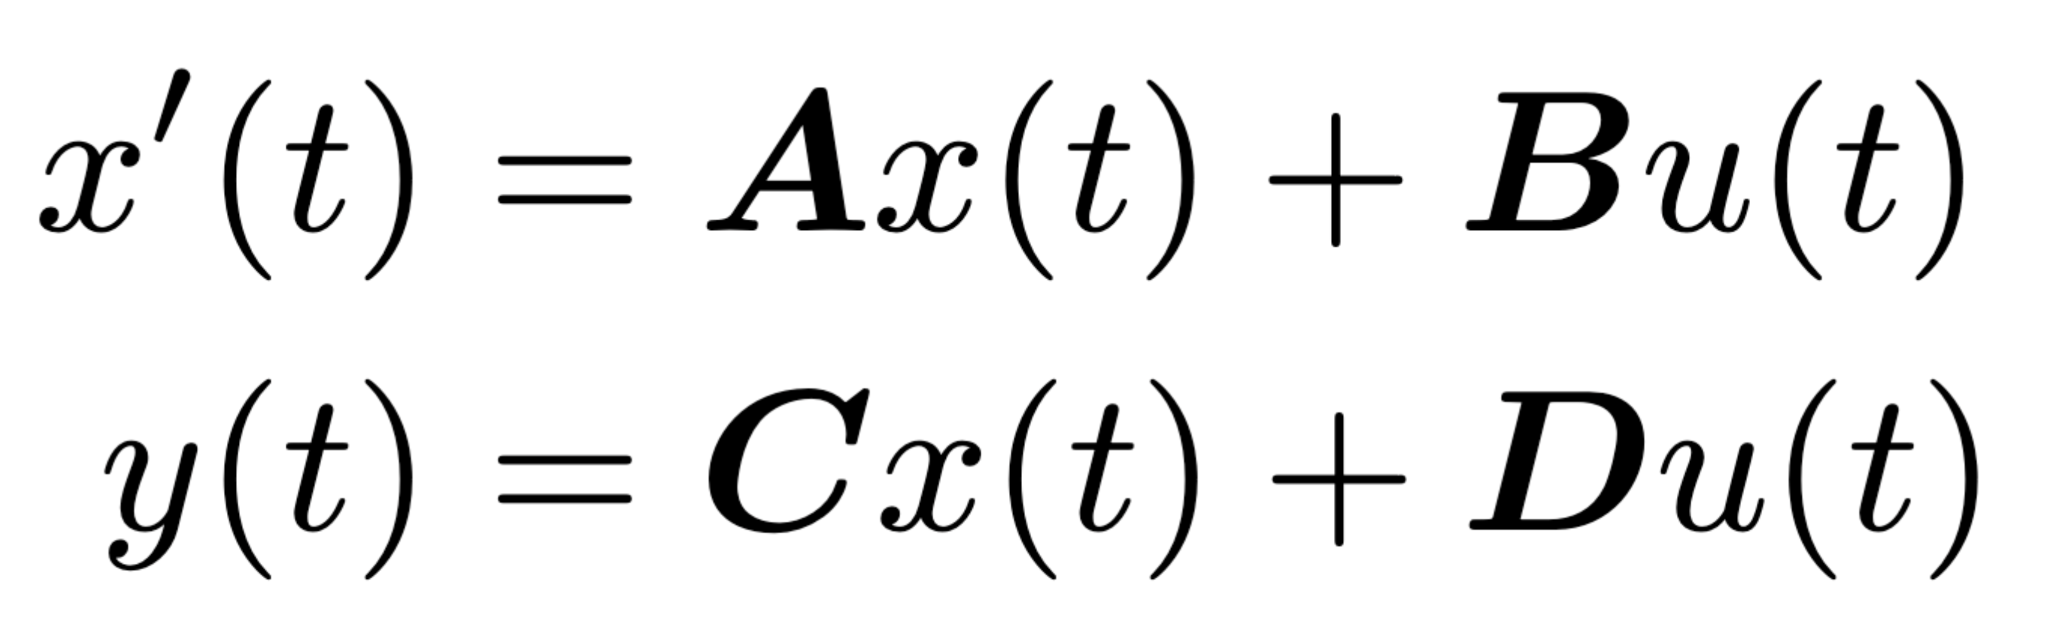 x′(t) = Ax(t) + Bu(t)
y(t) = Cx(t) + Du(t)